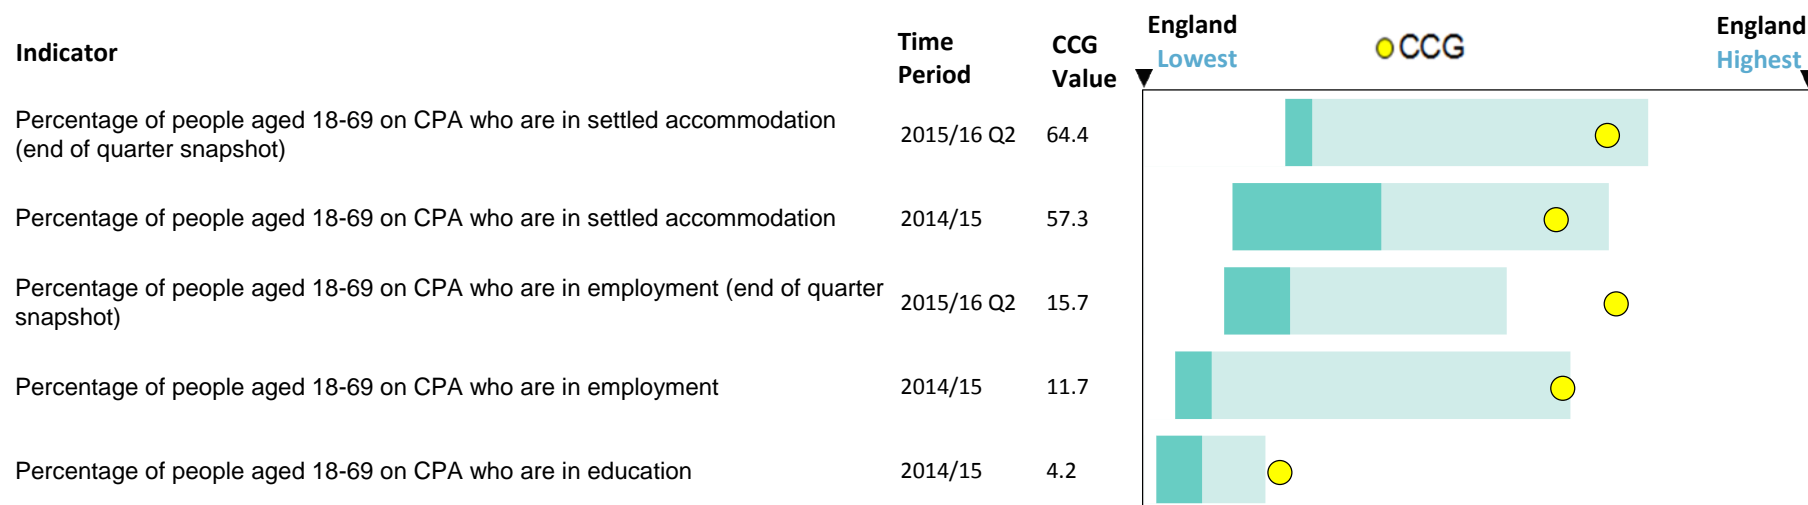 Indicator
Time Period
CCG Value
England Lowest
CCG
England Highest
Percentage of people aged 18-69 on CPA who are in settled accommodation
(end of quarter snapshot)
2015/16 Q2
64.4
Percentage of people aged 18-69 on CPA who are in settled accommodation
2014/15
57.3
Percentage of people aged 18-69 on CPA who are in employment (end of quarter
snapshot)
2015/16 Q2
15.7
Percentage of people aged 18-69 on CPA who are in employment
2014/15
11.7
Percentage of people aged 18-69 on CPA who are in education
2014/15
4.2